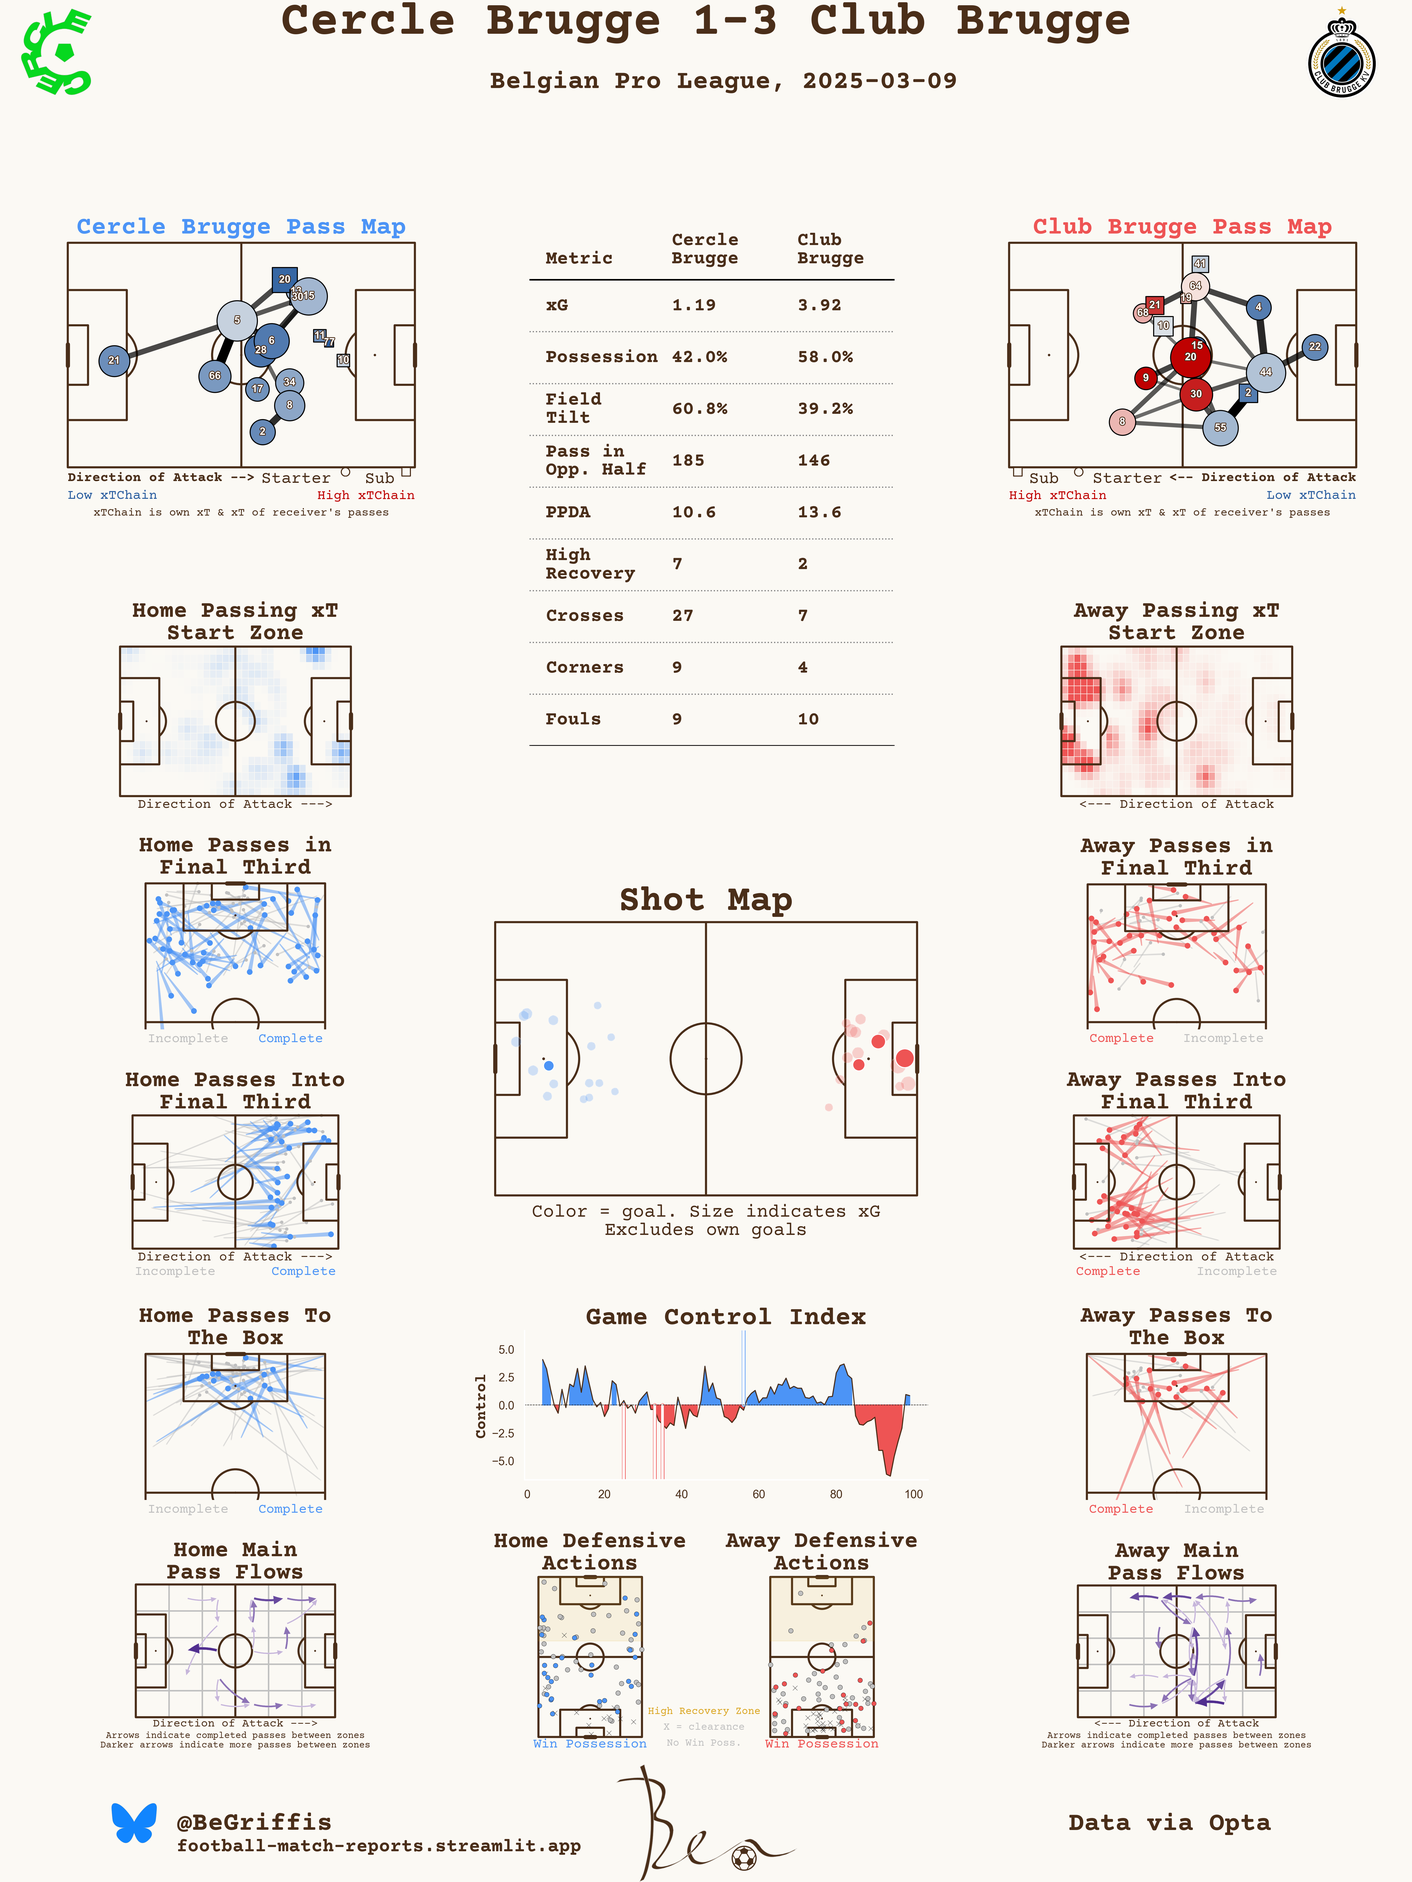 Cercle Brugge 1-3 Club Brugge
Belgian Pro League, 2025-03-09
CLUB BRUGGE KV
Cercle Brugge Pass Map
20
13
30
15
5
6
28
11
77
10
21
66
17
34
8
2
Direction of Attack --> Starter Sub
Low xTChain High xTChain
xTChain is own xT & xT of receiver's passes
Metric Cercle Brugge Club Brugge
xG 1.19 3.92
Possession 42.0% 58.0%
Field Tilt 60.8% 39.2%
Pass in Opp. Half 185 146
PPDA 10.6 13.6
High Recovery 7 2
Crosses 27 7
Corners 9 4
Fouls 9 10
Club Brugge Pass Map
41
64
19
21
68
10
4
15
20
22
9
44
30
2
8
55
Sub Starter <-- Direction of Attack
High xTChain Low xTChain
xTChain is own xT & xT of receiver's passes
Home Passing xT
Start Zone
Direction of Attack --->
Away Passing xT
Start Zone
<--- Direction of Attack
Home Passes in
Final Third
Incomplete Complete
Away Passes in
Final Third
Complete Incomplete
Shot Map
Color = goal. Size indicates xG
Excludes own goals
Home Passes Into
Final Third
Direction of Attack --->
Incomplete Complete
Away Passes Into
Final Third
<--- Direction of Attack
Complete Incomplete
Home Passes To
The Box
Incomplete Complete
Game Control Index
Control
5.0
2.5
0.0
−2.5
−5.0
0 20 40 60 80 100
Away Passes To
The Box
Complete Incomplete
Home Main
Pass Flows
Direction of Attack --->
Arrows indicate completed passes between zones
Darker arrows indicate more passes between zones
Home Defensive
Actions
Win Possession
High Recovery Zone
X = clearance
No Win Poss.
Away Defensive
Actions
Win Possession
Away Main
Pass Flows
<--- Direction of Attack
Arrows indicate completed passes between zones
Darker arrows indicate more passes between zones
@BeGriffis
football-match-reports.streamlit.app
Ben
Data via Opta